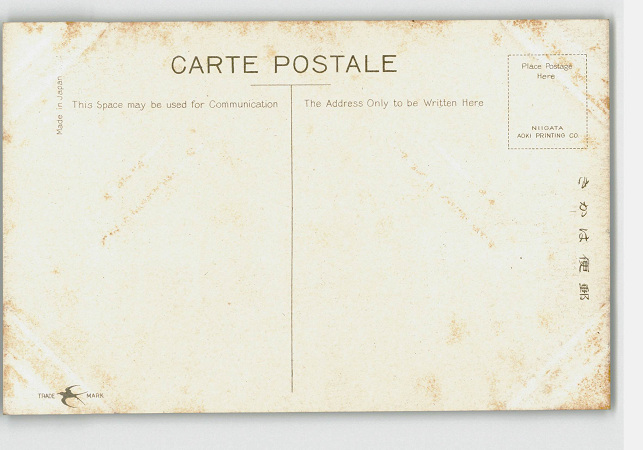 CARTE POSTALE
Made in Japan
This Space may be used for Communication
The Address Only to be Written Here
Place Postage
Here
NIIGATA
AOKI PRINTING CO
郵便はかき
TRADE MARK